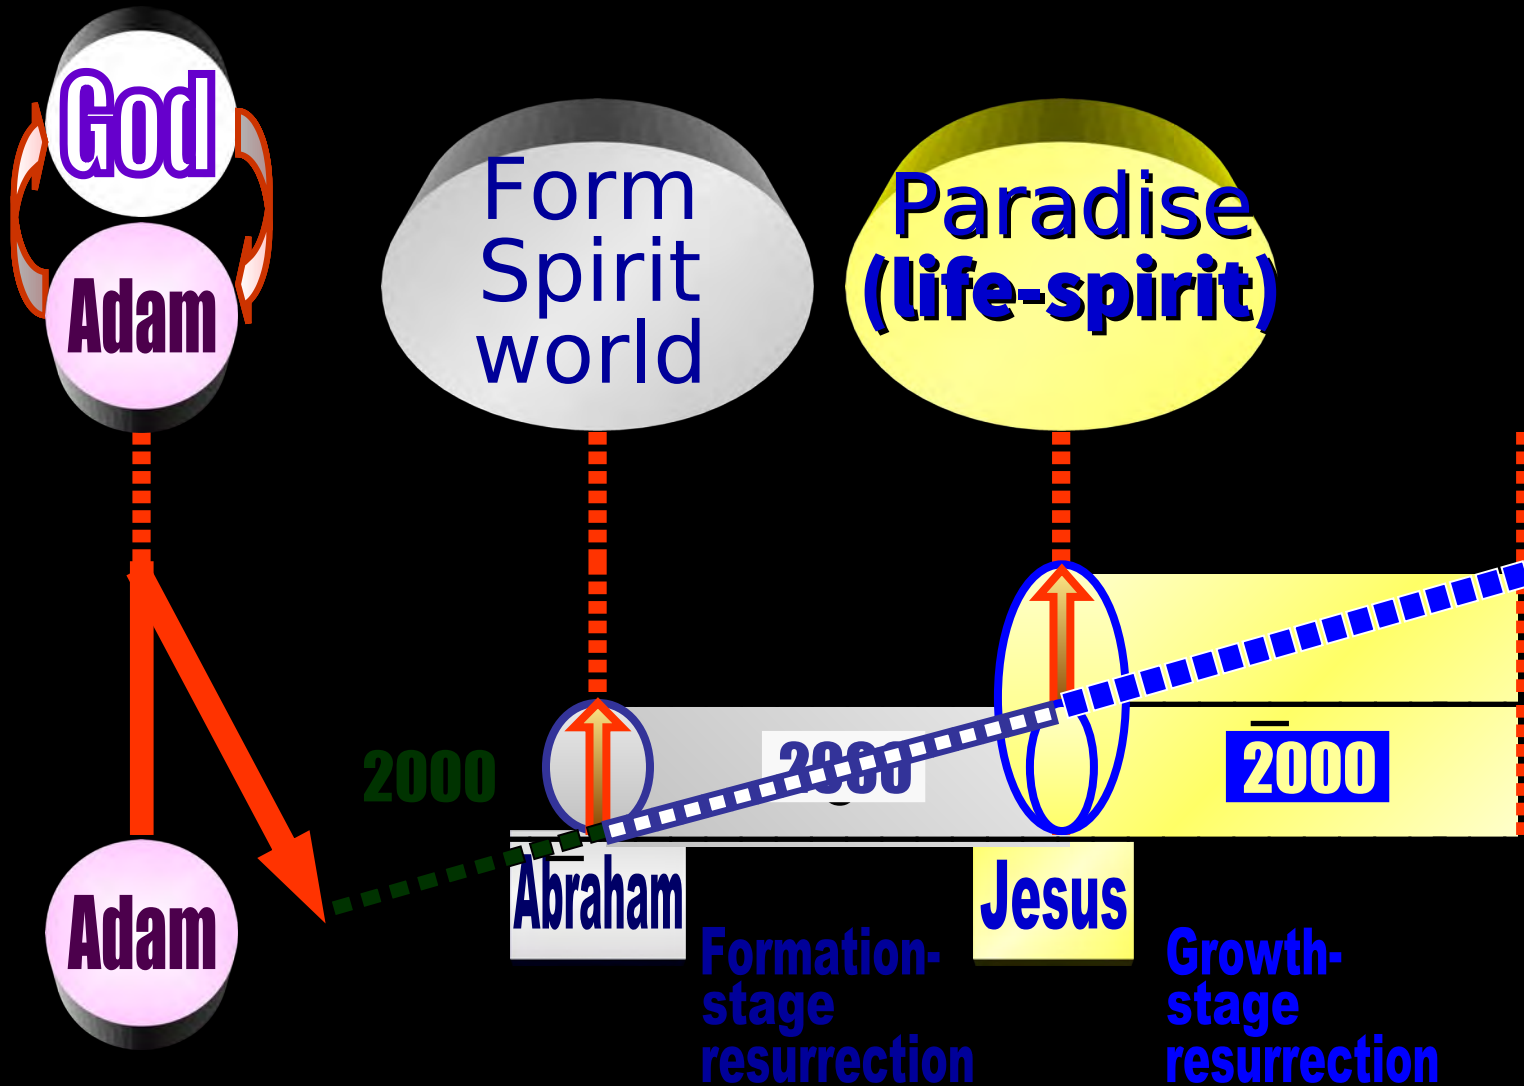 God
Adam
Form
Spirit
world
Paradise
(life-spirit)
2000
2000
2000
Adam
Abraham
Jesus
Formation-
stage
resurrection
Growth-
stage
resurrection